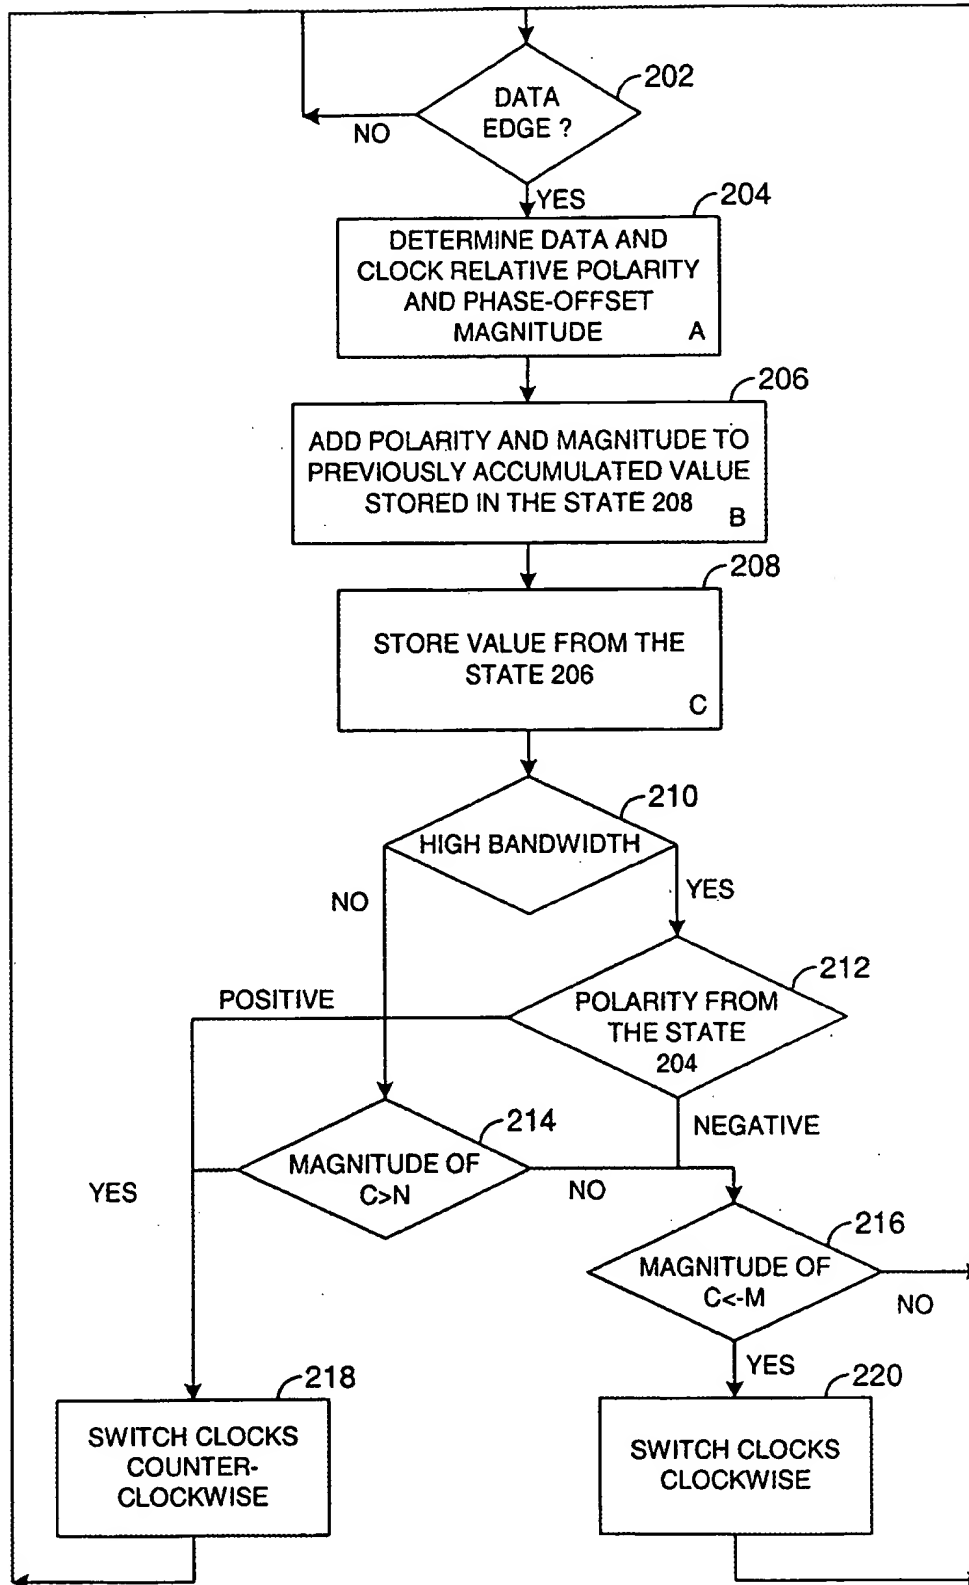 202
DATA
EDGE ?
NO
YES
204
DETERMINE DATA AND
CLOCK RELATIVE POLARITY
AND PHASE-OFFSET
MAGNITUDE
A
206
ADD POLARITY AND MAGNITUDE TO
PREVIOUSLY ACCUMULATED VALUE
STORED IN THE STATE 208
B
208
STORE VALUE FROM THE
STATE 206
C
210
HIGH BANDWIDTH
NO
YES
212
POSITIVE
POLARITY FROM
THE STATE
204
NEGATIVE
214
MAGNITUDE OF
C>N
YES
NO
216
MAGNITUDE OF
C<-M
NO
YES
218
SWITCH CLOCKS
COUNTER-
CLOCKWISE
220
SWITCH CLOCKS
CLOCKWISE